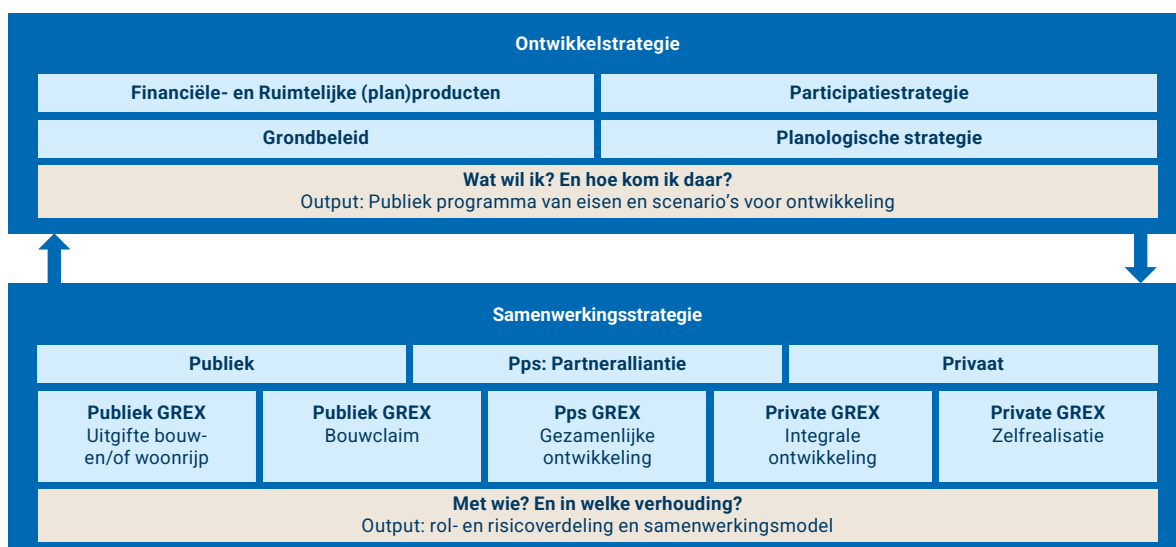 Ontwikkelstrategie
Financiële- en Ruimtelijke (plan)producten
Participatiestrategie
Grondbeleid
Planologische strategie
Wat wil ik? En hoe kom ik daar?
Output: Publiek programma van eisen en scenario’s voor ontwikkeling
Samenwerkingsstrategie
Publiek
Pps: Partneralliantie
Privaat
Publiek GREX
Uitgifte bouw-
en/of woonrijp
Publiek GREX
Bouwclaim
Pps GREX
Gezamenlijke
ontwikkeling
Private GREX
Integrale
ontwikkeling
Private GREX
Zelfrealisatie
Met wie? En in welke verhouding?
Output: rol- en risicoverdeling en samenwerkingsmodel